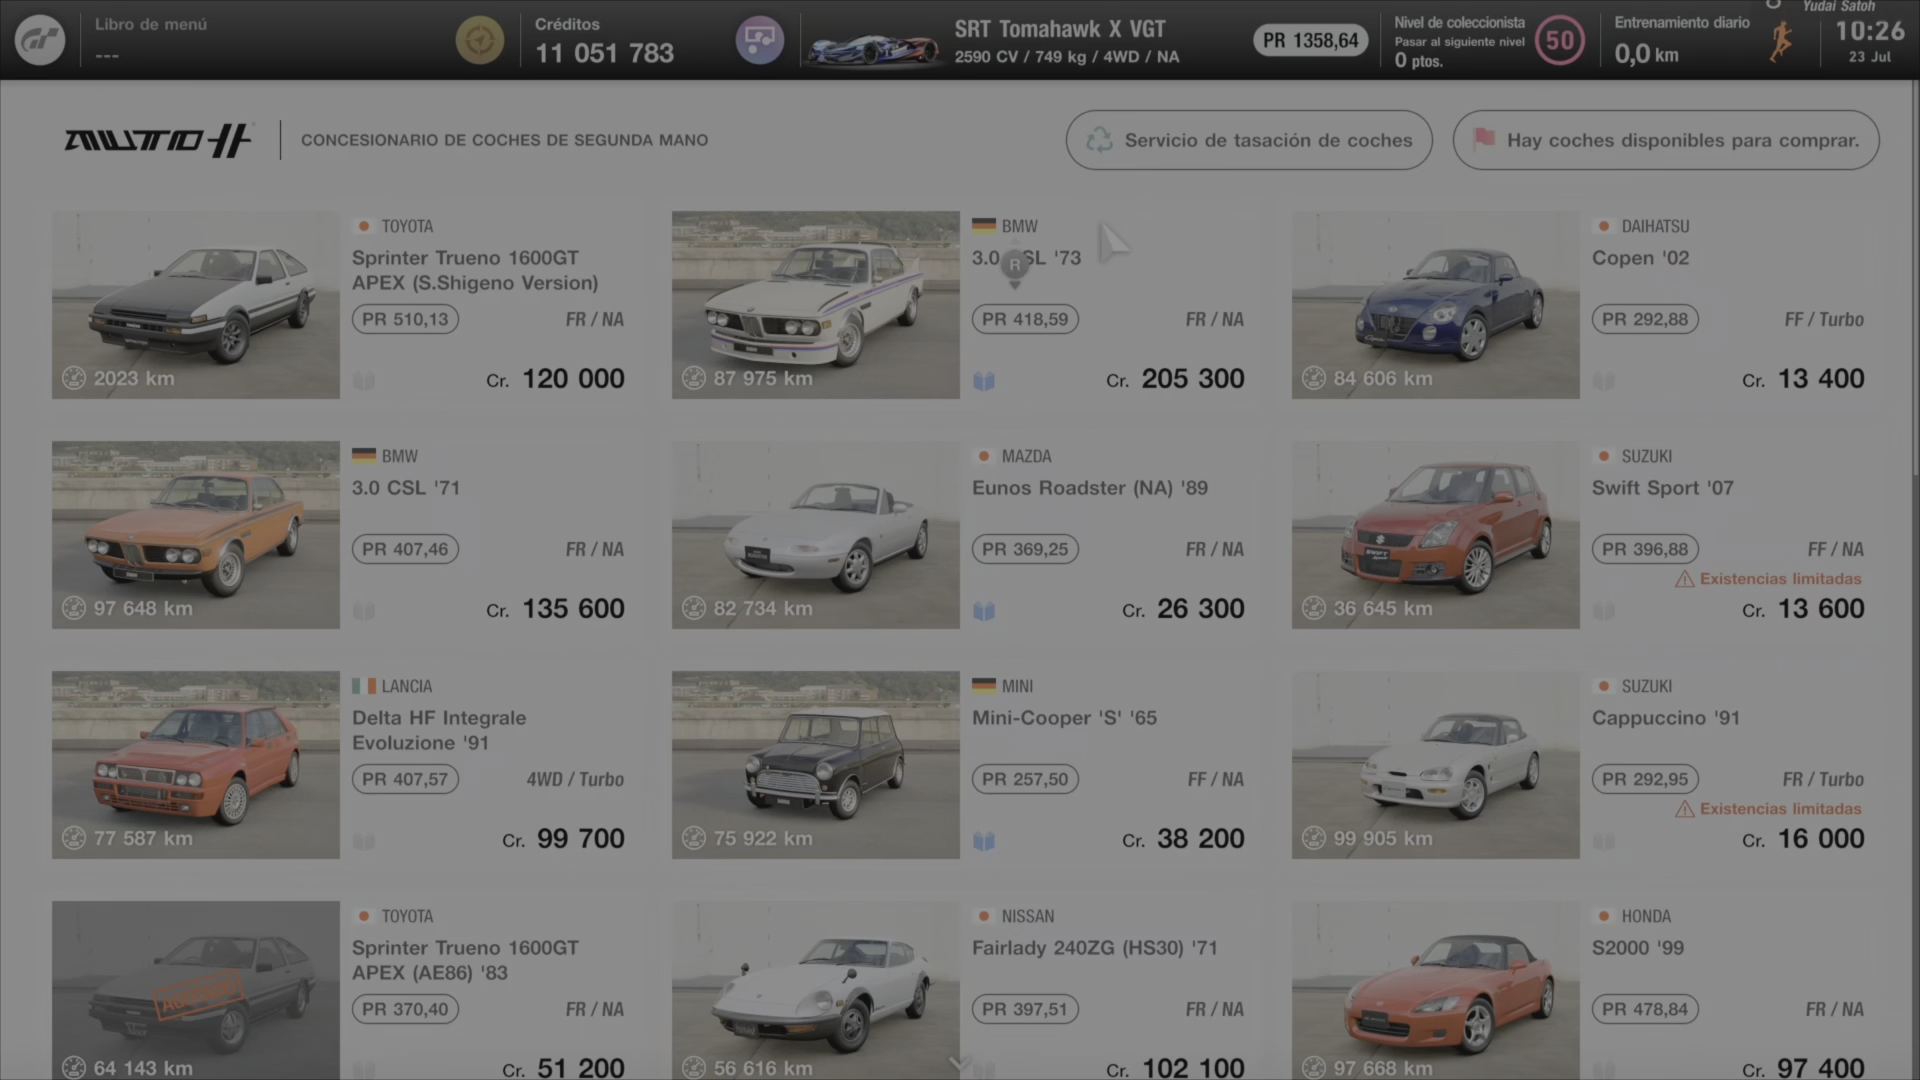 Libro de menú
---
Créditos
11 051 783
SRT Tomahawk X VGT
2590 CV / 749 kg / 4WD / NA
PR 1358,64
Nivel de coleccionista
Pasar al siguiente nivel
0 ptos.
50
Entrenamiento diario
0,0 km
Yudai Satoh
10:26
23 Jul
AUTO
CONCESIONARIO DE COCHES DE SEGUNDA MANO
Servicio de tasación de coches
Hay coches disponibles para comprar.
TOYOTA
Sprinter Trueno 1600GT
APEX (S.Shigeno Version)
PR 510,13
FR / NA
2023 km
Cr. 120 000
BMW
3.0 SL '73
R
PR 418,59
FR / NA
87 975 km
Cr. 205 300
DAIHATSU
Copen '02
PR 292,88
FF / Turbo
84 606 km
Cr. 13 400
BMW
3.0 CSL '71
PR 407,46
FR / NA
97 648 km
Cr. 135 600
MAZDA
Eunos Roadster (NA) '89
PR 369,25
FR / NA
82 734 km
Cr. 26 300
SUZUKI
Swift Sport '07
PR 396,88
FF / NA
Existencias limitadas
36 645 km
Cr. 13 600
LANCIA
Delta HF Integrale
Evoluzione '91
PR 407,57
4WD / Turbo
77 587 km
Cr. 99 700
MINI
Mini-Cooper 'S' '65
PR 257,50
FF / NA
75 922 km
Cr. 38 200
SUZUKI
Cappuccino '91
PR 292,95
FR / Turbo
Existencias limitadas
99 905 km
Cr. 16 000
TOYOTA
Sprinter Trueno 1600GT
APEX (AE86) '83
PR 370,40
FR / NA
64 143 km
Cr. 51 200
NISSAN
Fairlady 240ZG (HS30) '71
PR 397,51
FR / NA
56 616 km
Cr. 102 100
HONDA
S2000 '99
PR 478,84
FR / NA
97 668 km
Cr. 97 400